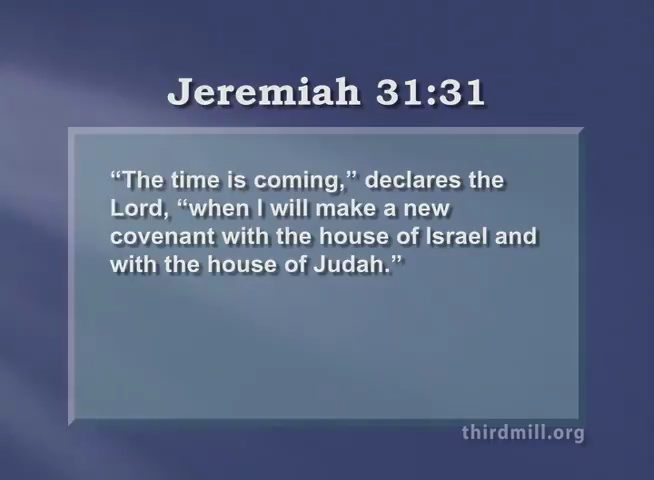 Jeremiah 31:31
“The time is coming,” declares the
Lord, “when I will make a new
covenant with the house of Israel and
with the house of Judah.”
thirdmill.org